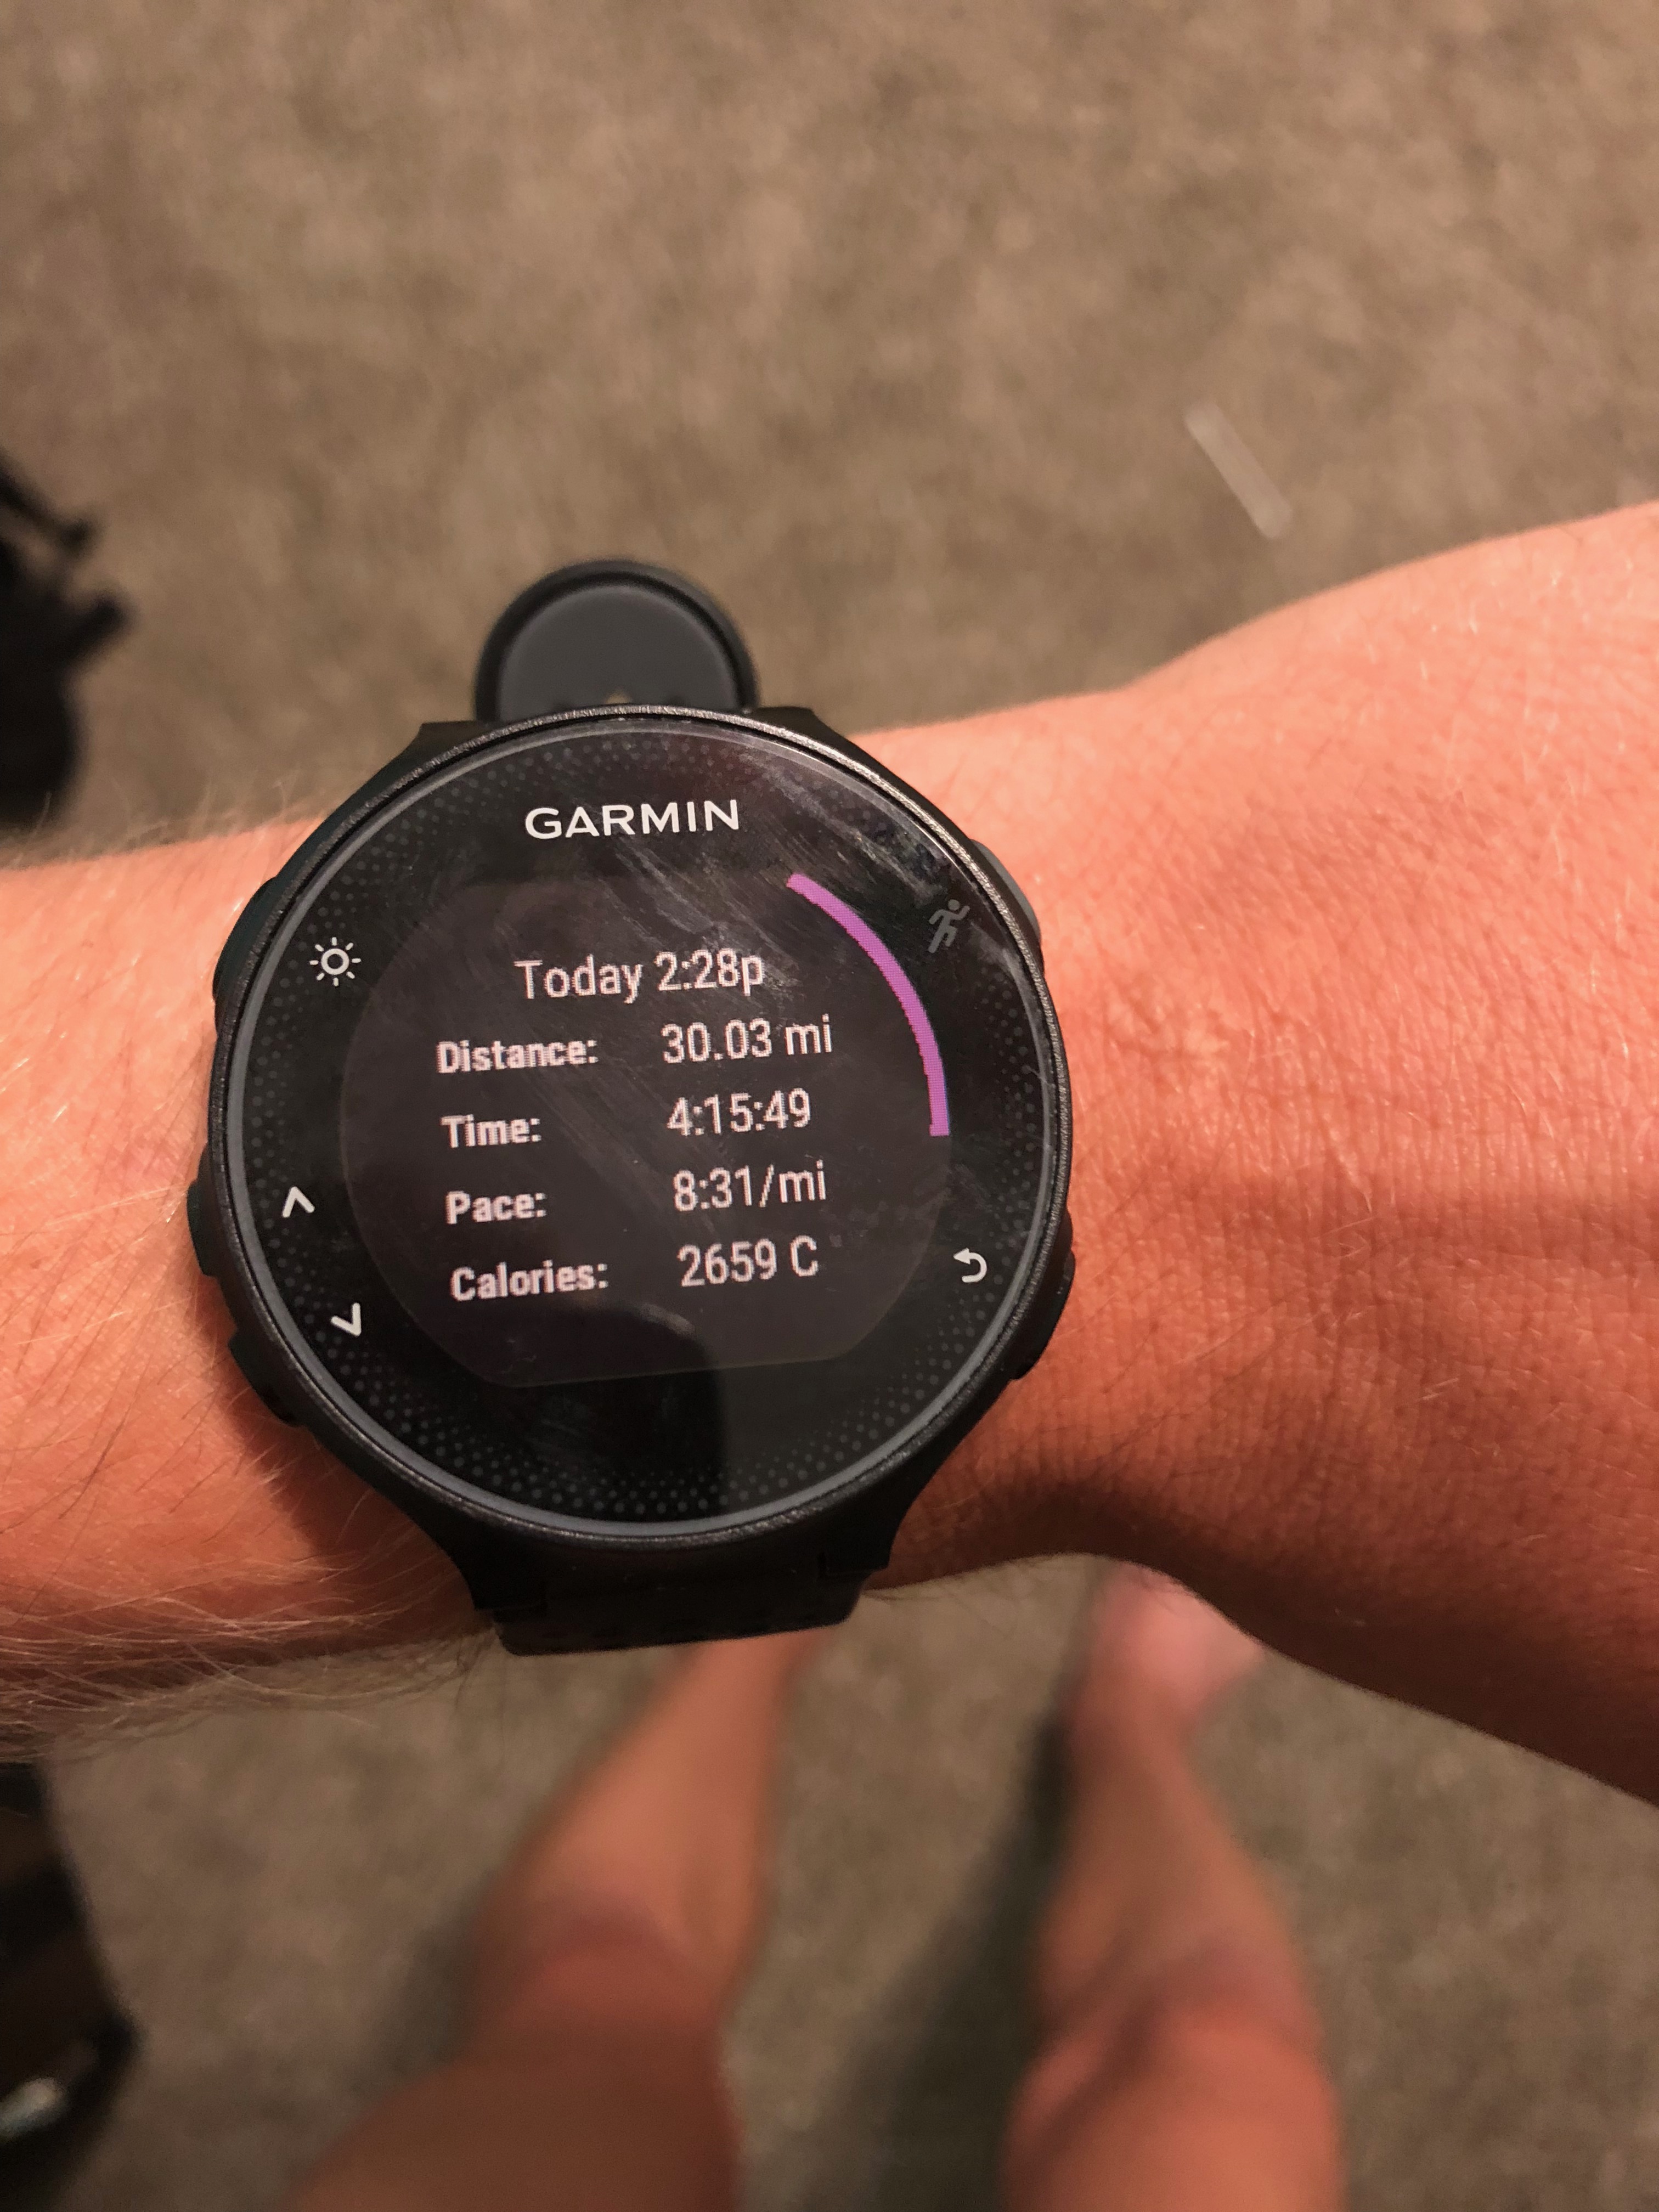 GARMIN
Today 2:28p
Distance: 30.03 mi
Time: 4:15:49
Pace: 8:31/mi
Calories: 2659 C